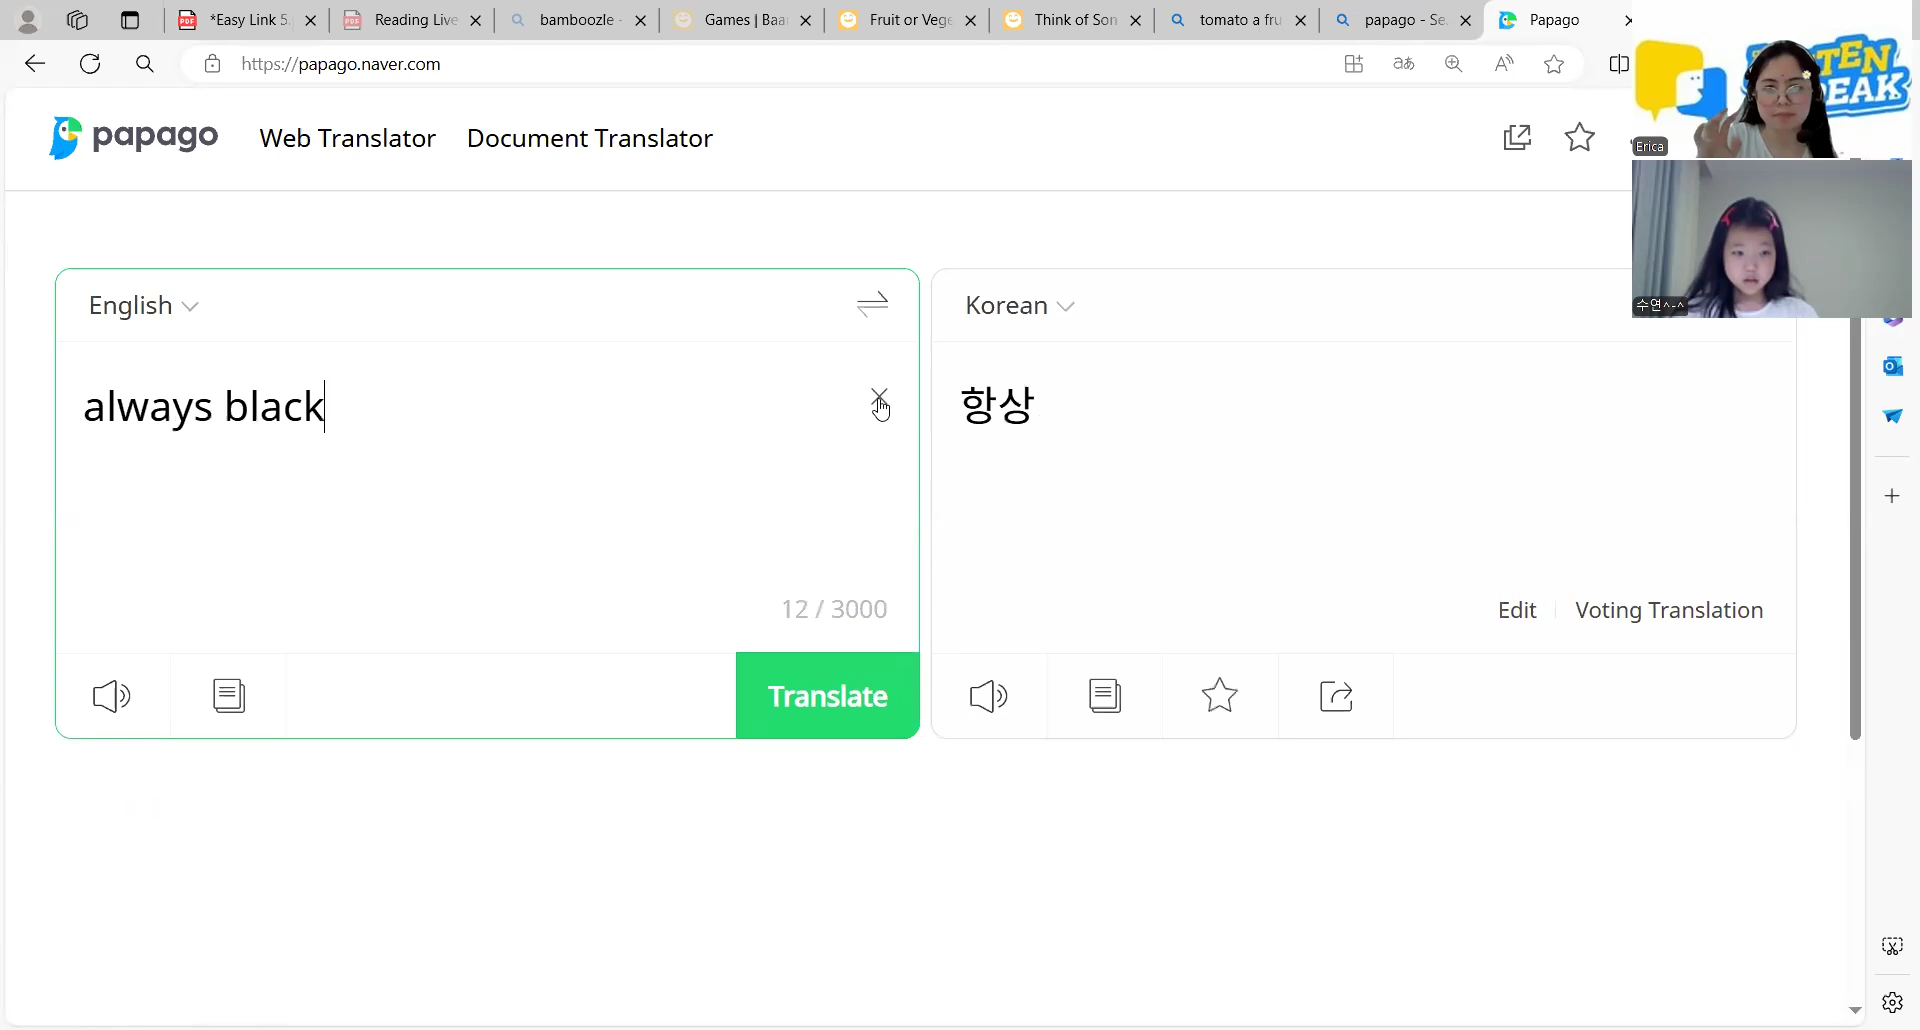 *Easy Link 5.
Reading Live
bamboozle -
Games | Baa
Fruit or Vege
Think of Son
tomato a fru
papago - Se
Papago
https://papago.naver.com
papago
Web Translator
Document Translator
TEN
EAK
Erica
수연^-^
English
Korean
always black
항상
12 / 3000
Edit
Voting Translation
Translate